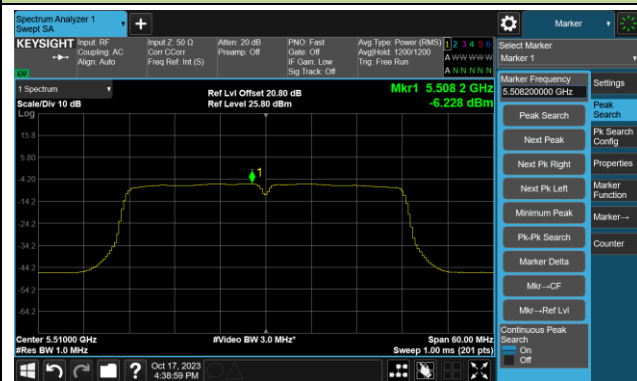 Spectrum Analyzer 1
Swept SA
Marker
KEYSIGHT
Input: RF
Coupling: AC
Align: Auto
Input Z: 50 Ω
Corr CCorr
Freq Ref: Int (S)
Atten: 20 dB
Preamp: Off
PNO: Fast
Gate: Off
IF Gain: Low
Sig Track: Off
Avg Type: Power (RMS)
Avg|Hold: 1200/1200
Trig: Free Run
1 2 3 4 5 6
A W W W W W
A N N N N N
Select Marker
Marker 1
1 Spectrum
Scale/Div 10 dB
Log
Ref Lvl Offset 20.80 dB
Ref Level 25.80 dBm
Mkr1 5.508 2 GHz
-6.228 dBm
15.8
5.80
-4.20
-14.2
-24.2
-34.2
-44.2
-54.2
-64.2
1
Center 5.51000 GHz
#Res BW 1.0 MHz
#Video BW 3.0 MHz*
Span 60.00 MHz
Sweep 1.00 ms (201 pts)
Marker Frequency
5.508200000 GHz
Peak Search
Next Peak
Next Pk Right
Next Pk Left
Minimum Peak
Pk-Pk Search
Marker Delta
Mkr→CF
Mkr→Ref Lvl
Continuous Peak
Search
On
Off
Settings
Peak
Search
Pk Search
Config
Properties
Marker
Function
Marker→
Counter
?
Oct 17, 2023
4:38:59 PM